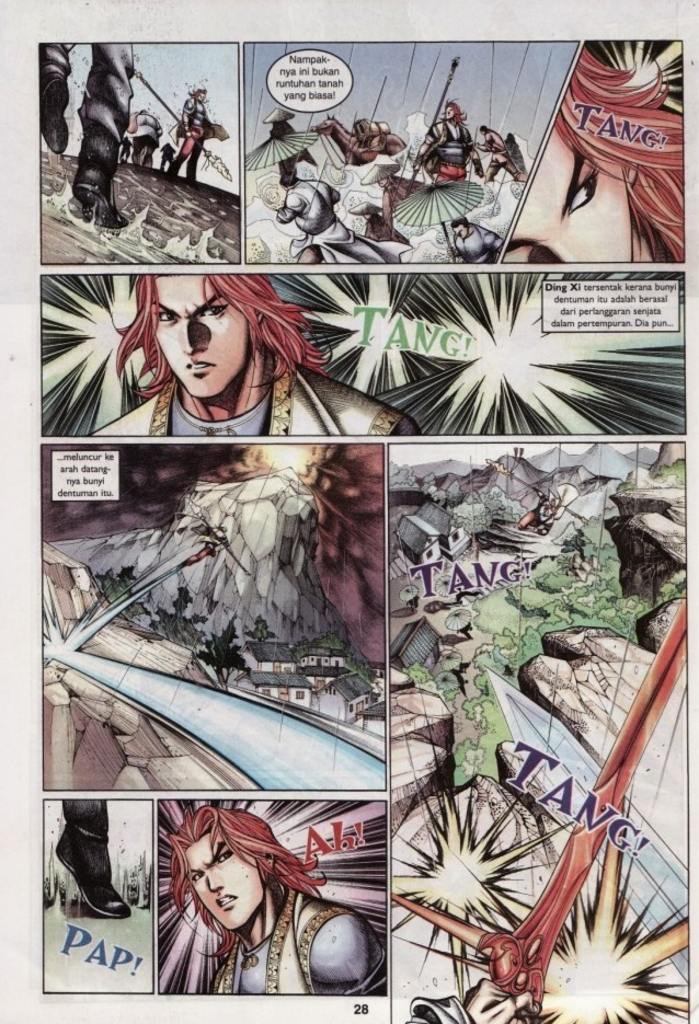 Nampak-
nya ini bukan
runtuhan tanah
yang biasa!
TANG!
TANG!
Ding Xi tersentak kerana bunyi
dentuman itu adalah berasal
dari perlanggaran senjata
dalam pertempuran. Dia pun...
...meluncur ke
arah datang-
nya bunyi
dentuman itu.
TANG!
TANG!
PAP!
Ah!
28